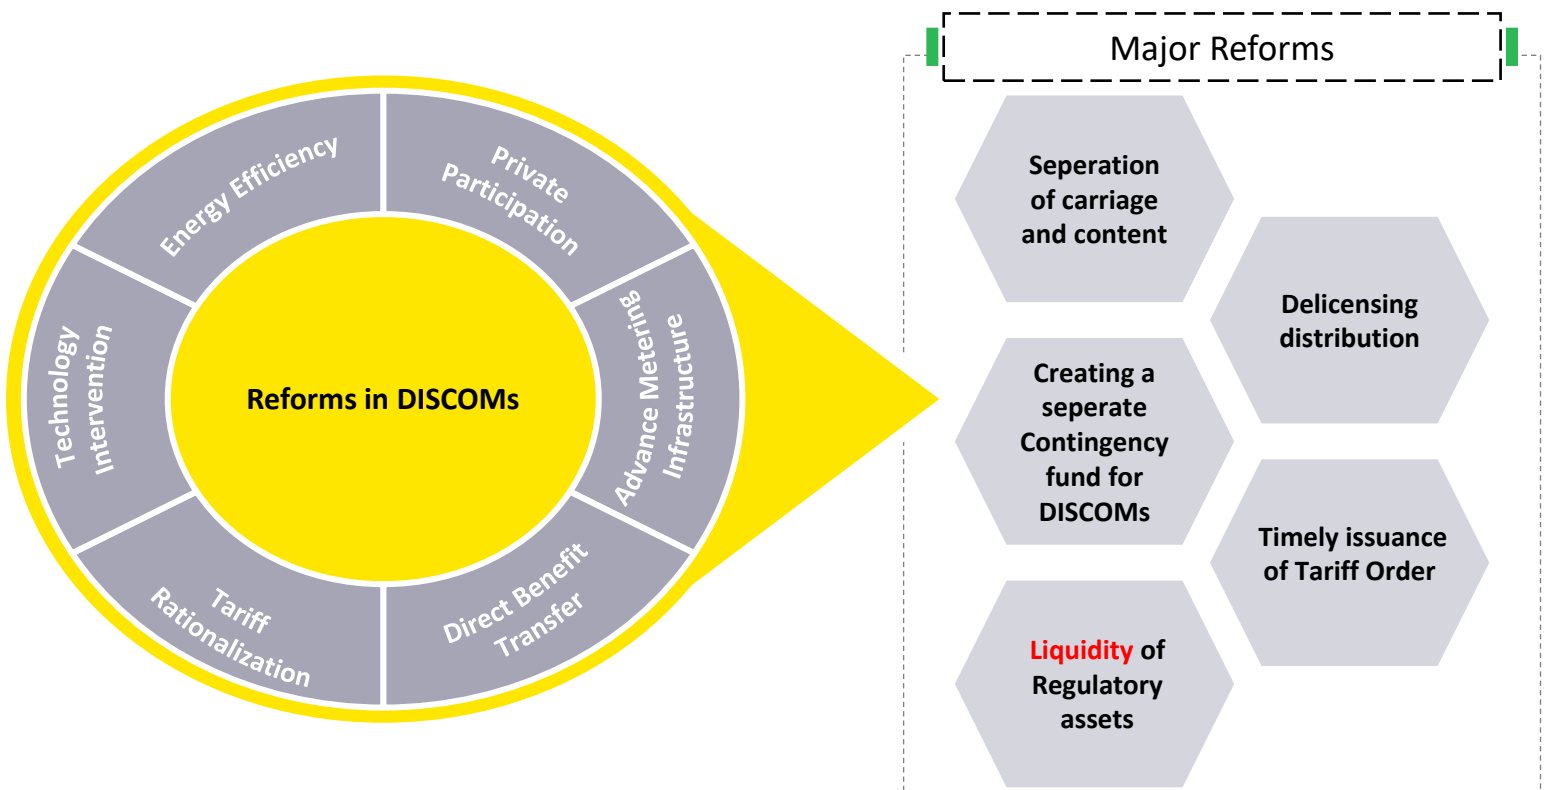 Major Reforms
Energy Efficiency
Private
Participation
Advance Metering
Infrastructure
Direct Benefit
Transfer
Tariff
Rationalization
Technology
Intervention
Reforms in DISCOMs
Seperation
of carriage
and content
Delicensing
distribution
Creating a
seperate
Contingency
fund for
DISCOMs
Timely issuance
of Tariff Order
Liquidity of
Regulatory
assets